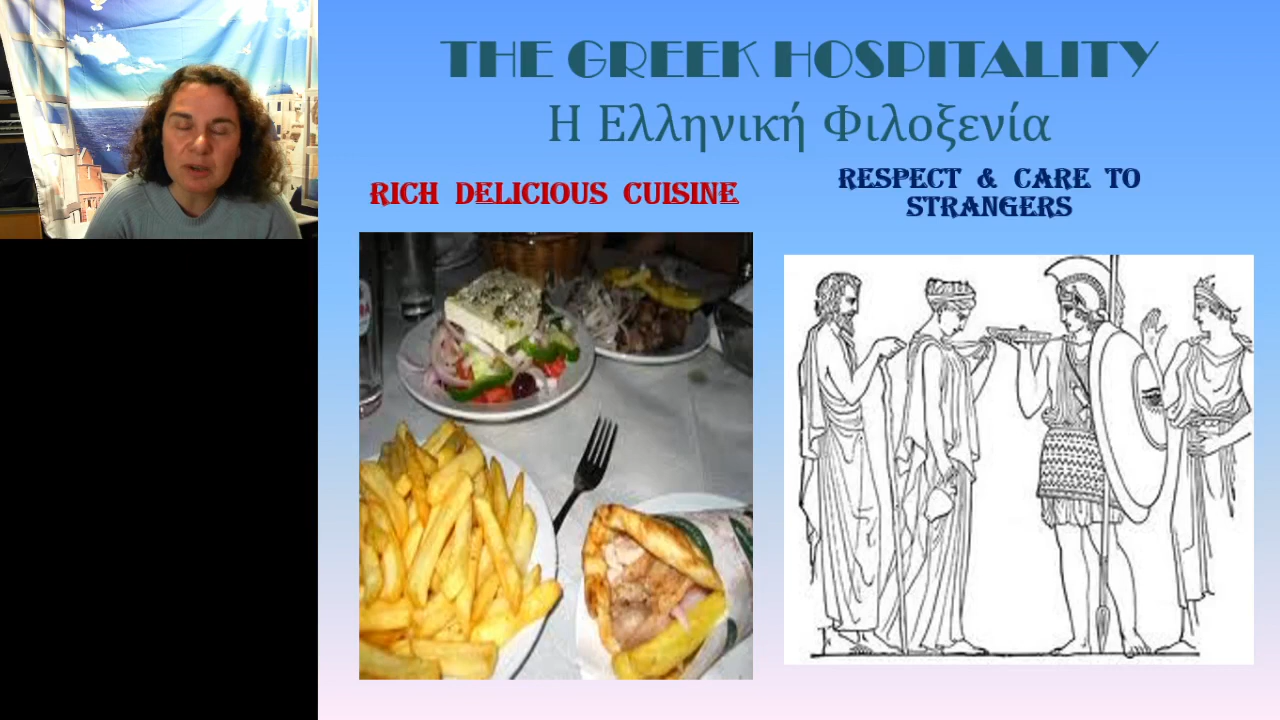 THE GREEK HOSPITALITY
Η Ελληνική Φιλοξενία
RICH DELICIOUS CUISINE
RESPECT & CARE TO
STRANGERS